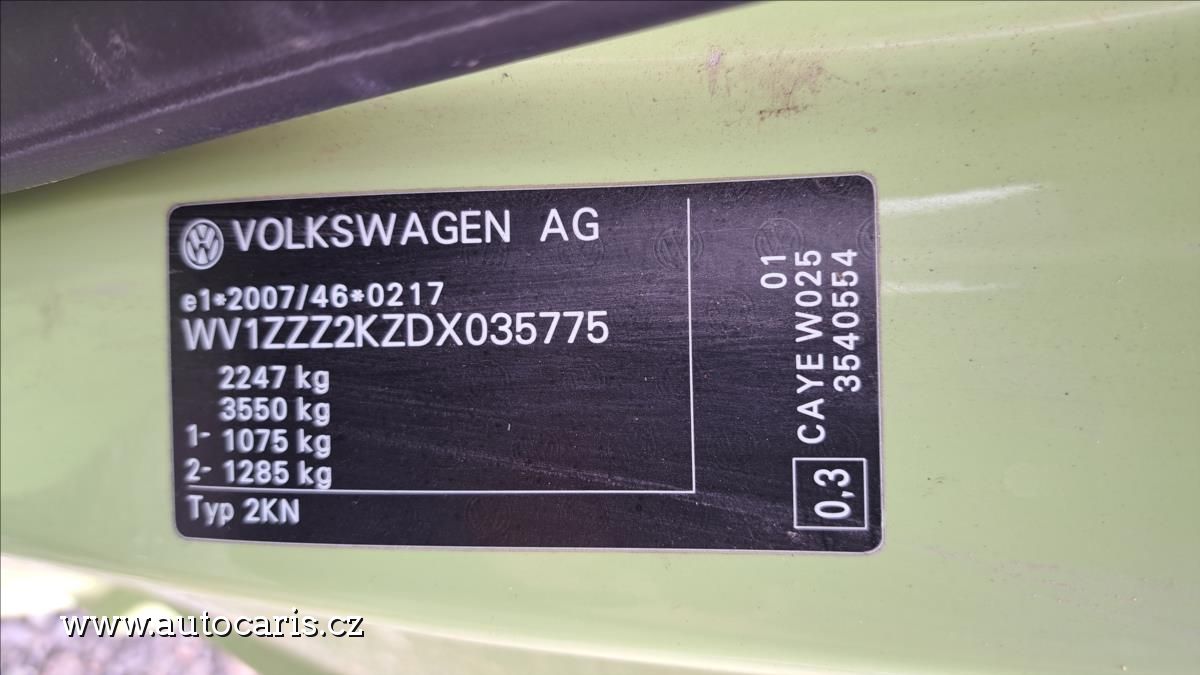 VOLKSWAGEN AG
e1*2007/46*0217
WV1ZZZ2KZDX035775
2247 kg
3550 kg
1- 1075 kg
2- 1285 kg
Typ 2KN
01
CAYE W025
3540554
0,3
www.autocaris.cz